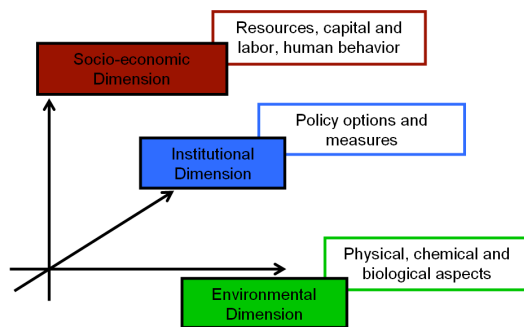 Resources, capital and
labor, human behavior
Socio-economic
Dimension
Policy options and
measures
Institutional
Dimension
Physical, chemical and
biological aspects
Environmental
Dimension